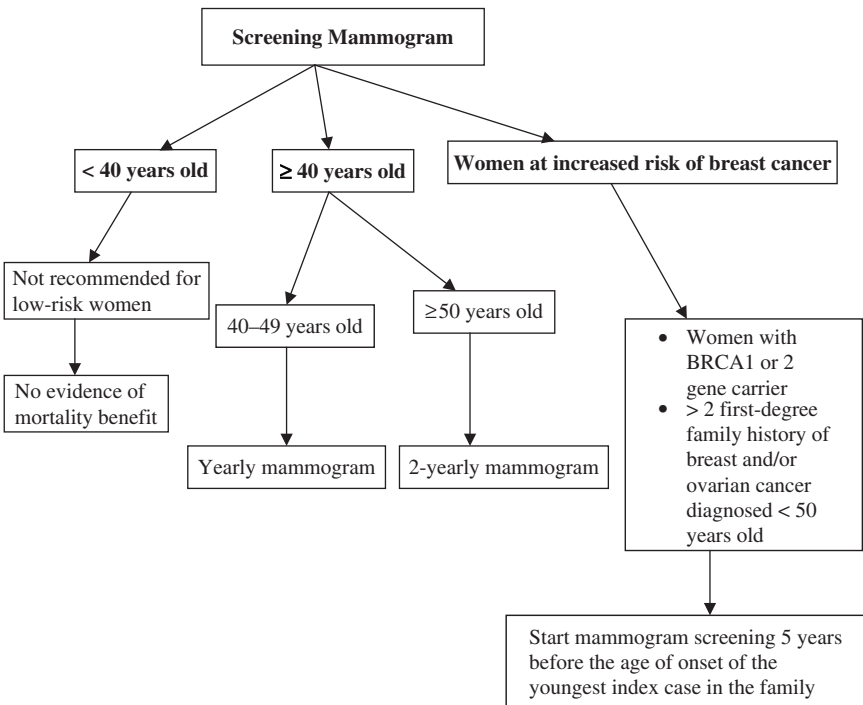 Screening Mammogram
< 40 years old
≥ 40 years old
Women at increased risk of breast cancer
Not recommended for
low-risk women
40–49 years old
≥50 years old
• Women with
BRCA1 or 2
gene carrier
• > 2 first-degree
family history of
breast and/or
ovarian cancer
diagnosed < 50
years old
No evidence of
mortality benefit
Yearly mammogram
2-yearly mammogram
Start mammogram screening 5 years
before the age of onset of the
youngest index case in the family